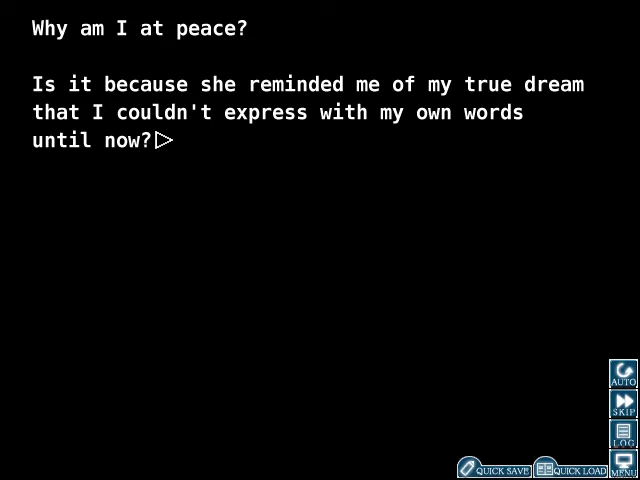 Why am I at peace?
Is it because she reminded me of my true dream
that I couldn't express with my own words
until now?
AUTO
SKIP
LOG
QUICK SAVE
QUICK LOAD
MENU